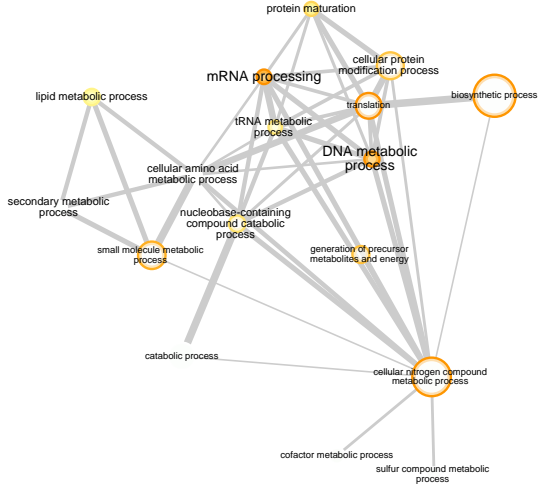 protein maturation
cellular protein
modification process
mRNA processing
biosynthetic process
lipid metabolic process
translation
tRNA metabolic
process
DNA metabolic
process
cellular amino acid
metabolic process
secondary metabolic
process
nucleobase-containing
compound catabolic
process
small molecule metabolic
process
generation of precursor
metabolites and energy
catabolic process
cellular nitrogen compound
metabolic process
cofactor metabolic process
sulfur compound metabolic
process